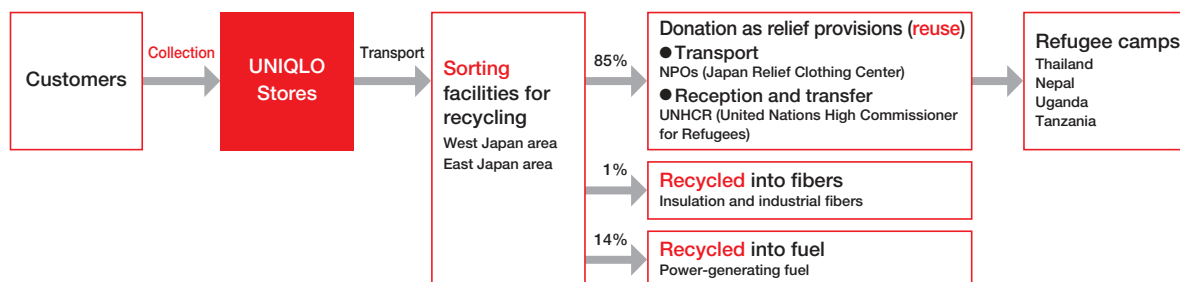 Customers
Collection
UNIQLO
Stores
Transport
Sorting
facilities for
recycling
West Japan area
East Japan area
85%
Donation as relief provisions (reuse)
●Transport
NPOs (Japan Relief Clothing Center)
●Reception and transfer
UNHCR (United Nations High Commissioner
for Refugees)
Refugee camps
Thailand
Nepal
Uganda
Tanzania
1%
Recycled into fibers
Insulation and industrial fibers
14%
Recycled into fuel
Power-generating fuel